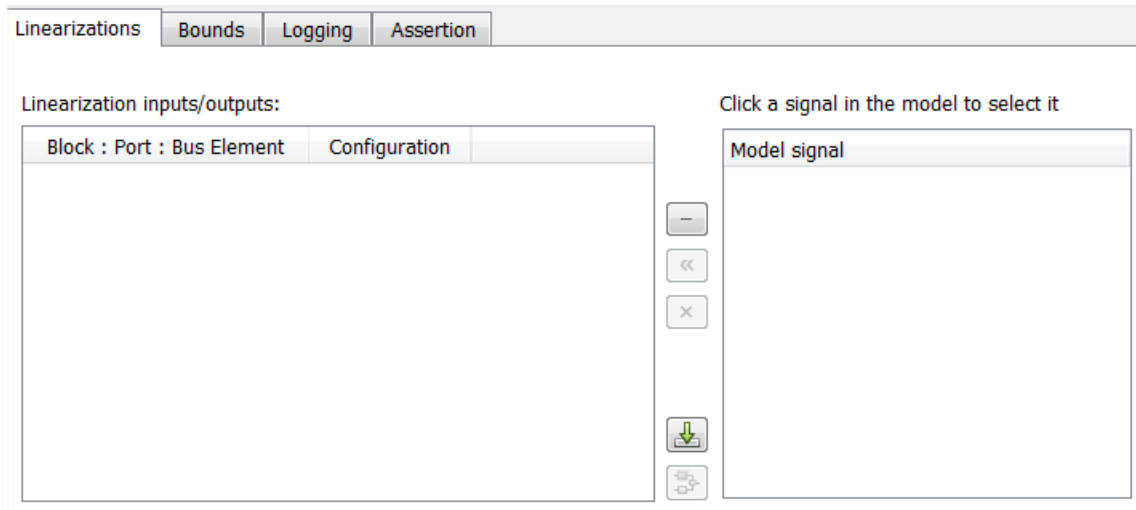 Linearizations Bounds Logging Assertion
Linearization inputs/outputs: Click a signal in the model to select it
Block : Port : Bus Element Configuration Model signal